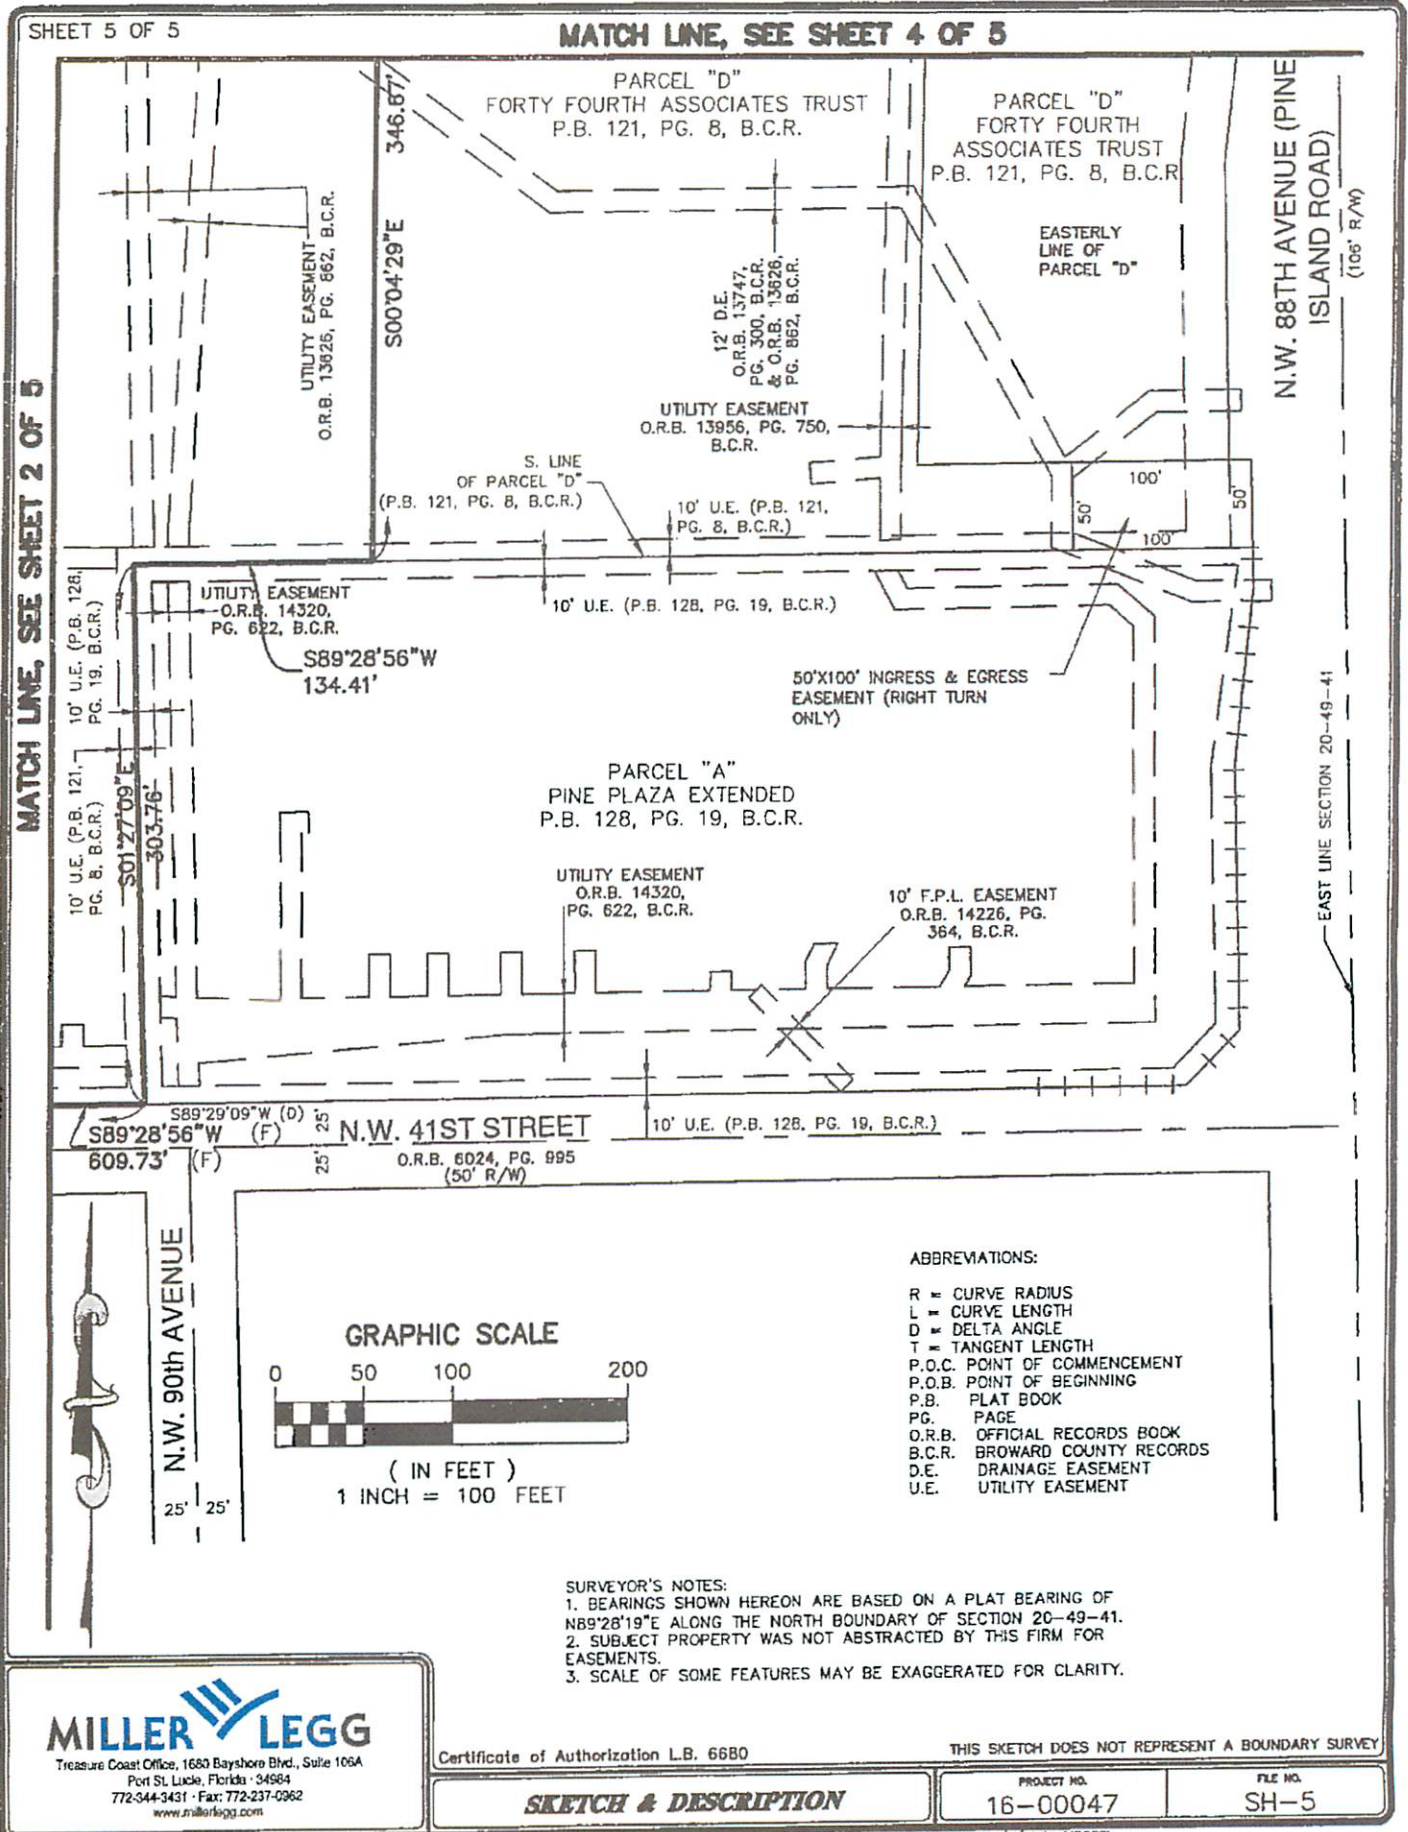 SHEET 5 OF 5
MATCH LINE, SEE SHEET 4 OF 5
MATCH LINE, SEE SHEET 2 OF 5
PARCEL "D"
FORTY FOURTH ASSOCIATES TRUST
P.B. 121, PG. 8, B.C.R.
PARCEL "D"
FORTY FOURTH
ASSOCIATES TRUST
P.B. 121, PG. 8, B.C.R
N.W. 88TH AVENUE (PINE
ISLAND ROAD)
(106' R/W)
EASTERLY
LINE OF
PARCEL "D"
346.87'
S00°04'29"E
UTILITY EASEMENT
O.R.B. 13626, PG. 862, B.C.R.
12' D.E.
O.R.B. 13747,
PG. 300, B.C.R.
& O.R.B. 13626,
PG. 862, B.C.R.
UTILITY EASEMENT
O.R.B. 13956, PG. 750,
B.C.R.
S. LINE
OF PARCEL "D"
(P.B. 121, PG. 8, B.C.R.)
10' U.E. (P.B. 121,
PG. 8, B.C.R.)
100'
50'
50'
100'
10' U.E. (P.B. 128, PG. 19, B.C.R.)
UTILITY EASEMENT
O.R.B. 14320,
PG. 622, B.C.R.
S89°28'56"W
134.41'
10' U.E. (P.B. 128,
PG. 19, B.C.R.)
10' U.E. (P.B. 121,
PG. 8, B.C.R.)
S01°27'09"E
303.76'
50'X100' INGRESS & EGRESS
EASEMENT (RIGHT TURN
ONLY)
EAST LINE SECTION 20-49-41
PARCEL "A"
PINE PLAZA EXTENDED
P.B. 128, PG. 19, B.C.R.
UTILITY EASEMENT
O.R.B. 14320,
PG. 622, B.C.R.
10' F.P.L. EASEMENT
O.R.B. 14226, PG.
364, B.C.R.
S89°29'09"W (D)
S89°28'56"W (F)
609.73' (F)
25'
25'
N.W. 41ST STREET
O.R.B. 6024, PG. 995
(50' R/W)
10' U.E. (P.B. 128, PG. 19, B.C.R.)
N.W. 90th AVENUE
25' 25'
GRAPHIC SCALE
0 50 100 200
( IN FEET )
1 INCH = 100 FEET
ABBREVIATIONS:
R = CURVE RADIUS
L = CURVE LENGTH
D = DELTA ANGLE
T = TANGENT LENGTH
P.O.C. POINT OF COMMENCEMENT
P.O.B. POINT OF BEGINNING
P.B. PLAT BOOK
PG. PAGE
O.R.B. OFFICIAL RECORDS BOOK
B.C.R. BROWARD COUNTY RECORDS
D.E. DRAINAGE EASEMENT
U.E. UTILITY EASEMENT
SURVEYOR'S NOTES:
1. BEARINGS SHOWN HEREON ARE BASED ON A PLAT BEARING OF
N89°28'19"E ALONG THE NORTH BOUNDARY OF SECTION 20-49-41.
2. SUBJECT PROPERTY WAS NOT ABSTRACTED BY THIS FIRM FOR
EASEMENTS.
3. SCALE OF SOME FEATURES MAY BE EXAGGERATED FOR CLARITY.
MILLER LEGG
Treasure Coast Office, 1680 Bayshore Blvd., Suite 106A
Port St. Lucie, Florida · 34984
772-344-3431 · Fax: 772-237-0962
www.millerlegg.com
Certificate of Authorization L.B. 6680
THIS SKETCH DOES NOT REPRESENT A BOUNDARY SURVEY
SKETCH & DESCRIPTION
PROJECT NO.
16-00047
FILE NO.
SH-5